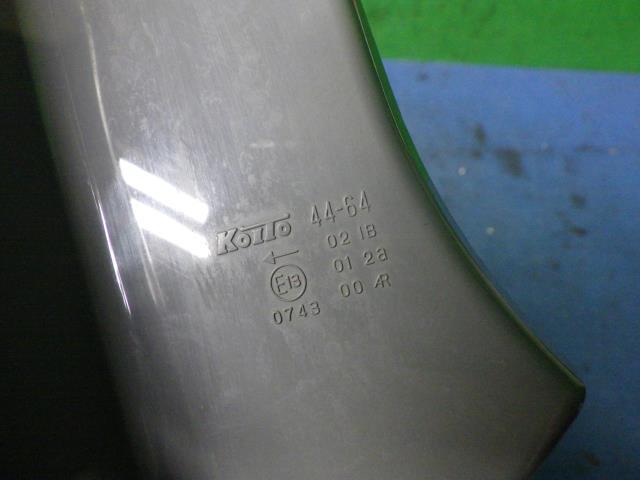 KOITO 44-64
← 02 IB
E13 01 2a
0743 00 AR